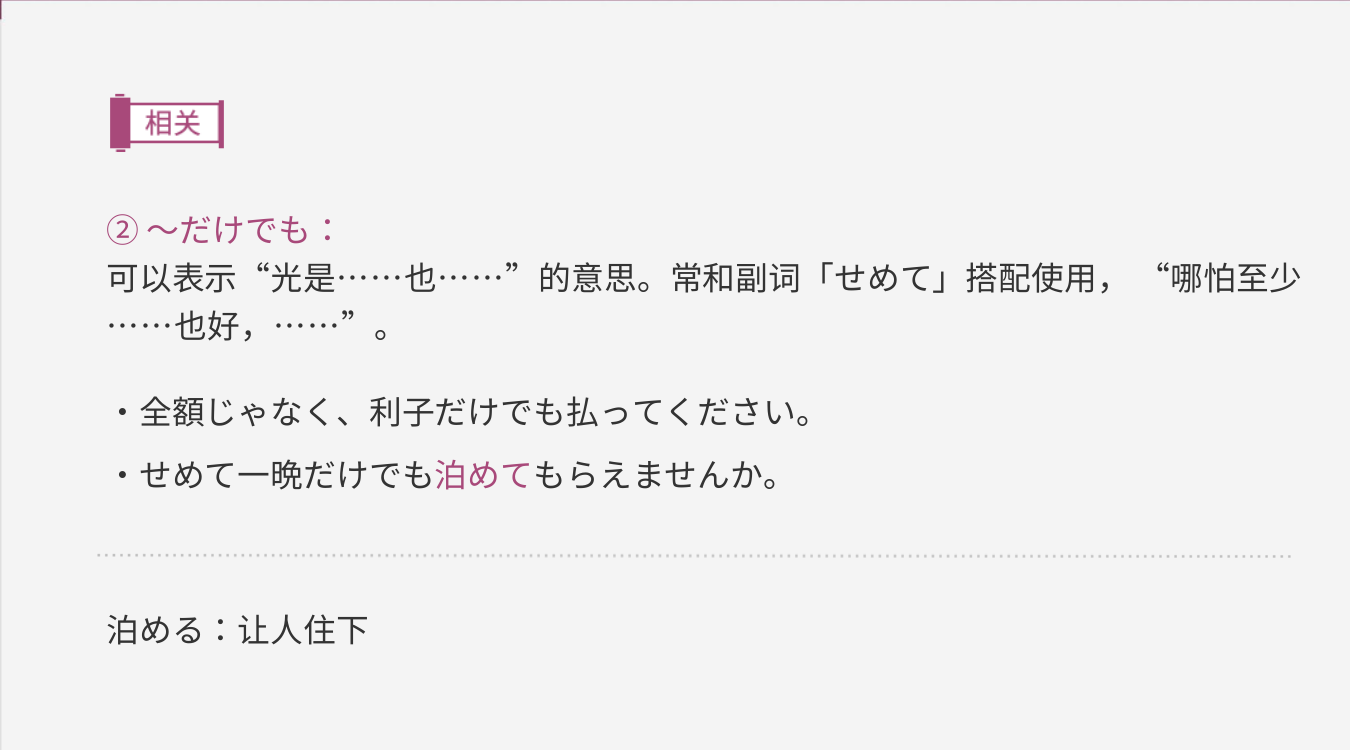 相关
② ～だけでも：
可以表示“光是……也……”的意思。常和副词「せめて」搭配使用， “哪怕至少
……也好，……”。
・全額じゃなく、利子だけでも払ってください。
・せめて一晩だけでも泊めてもらえませんか。
泊める：让人住下